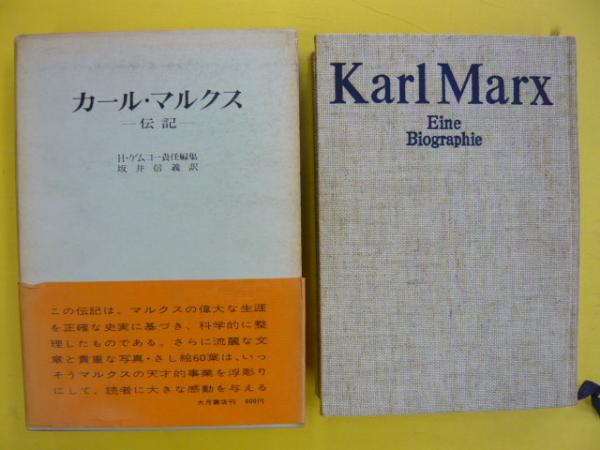 カール・マルクス
―伝記―
H・ゲムコー責任編集
坂井信義訳
この伝記は、マルクスの偉大な生涯
を正確な史実に基づき、科学的に整
理したものである。さらに流麗な文
章と貴重な写真・さし絵60葉は、いっ
そうマルクスの天才的事業を浮彫り
にして、読者に大きな感動を与える
大月書店刊 800円
Karl Marx
Eine
Biographie